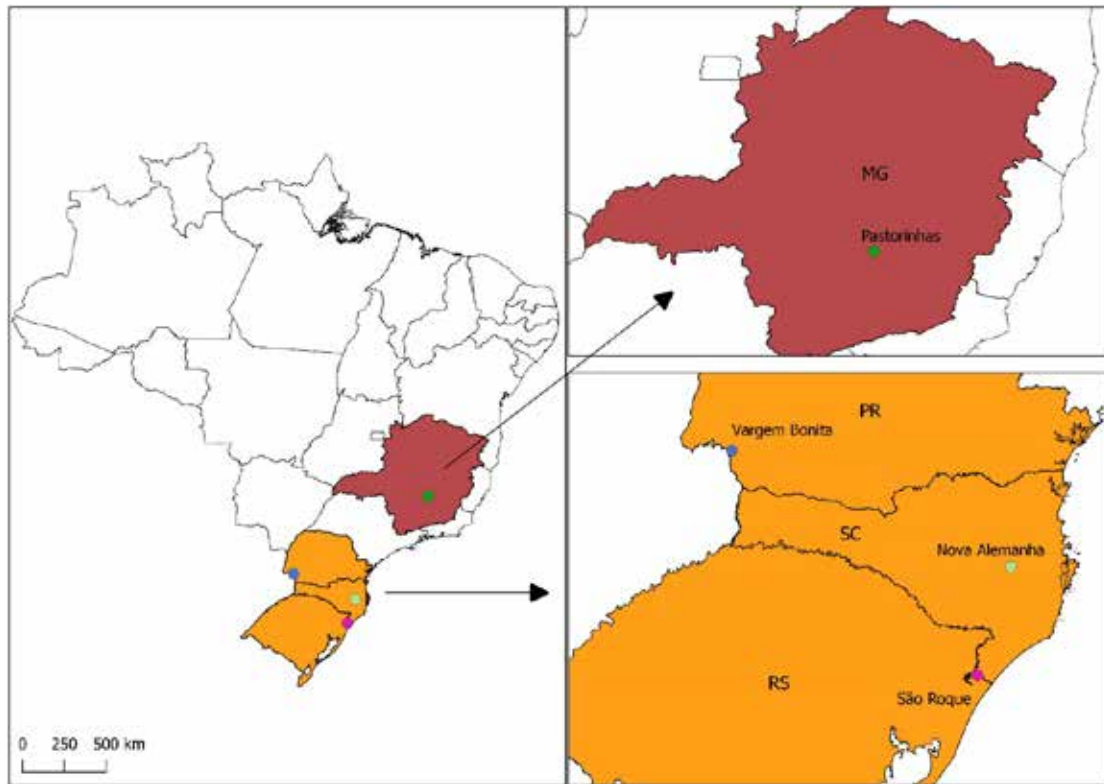 0 250 500 km
MG
Pastorinhas
PR
Vargem Bonita
SC
Nova Alemanha
RS
São Roque